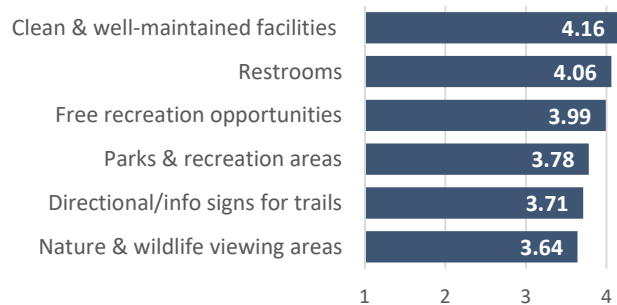 Clean & well-maintained facilities 4.16
Restrooms 4.06
Free recreation opportunities 3.99
Parks & recreation areas 3.78
Directional/info signs for trails 3.71
Nature & wildlife viewing areas 3.64
1 2 3 4